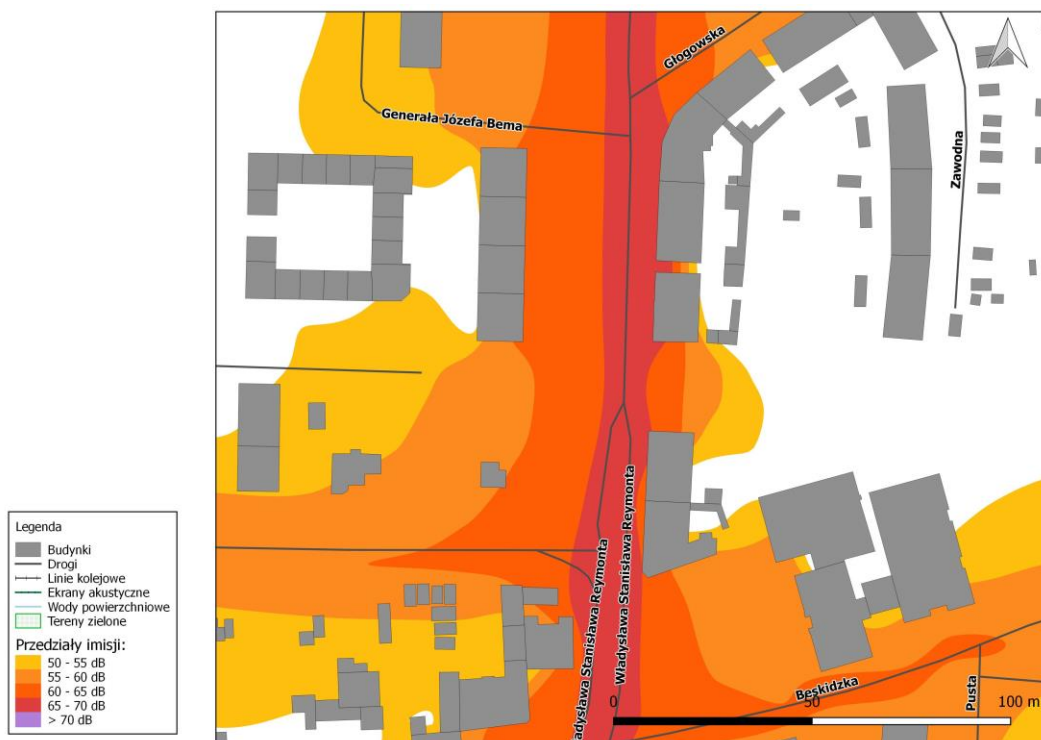 Głogowska
Generała Józefa Bema
Zawodna
Władysława Stanisława Reymonta
adysława Stanisława Reymonta
Beskidzka
Pusta
0 50 100 m
Legenda
Budynki
Drogi
Linie kolejowe
Ekrany akustyczne
Wody powierzchniowe
Tereny zielone
Przedziały imisji:
50 - 55 dB
55 - 60 dB
60 - 65 dB
65 - 70 dB
> 70 dB